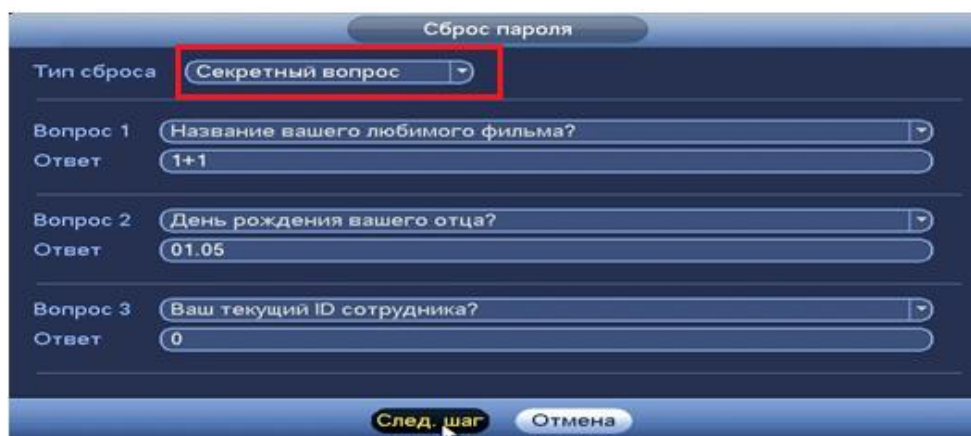 Сброс пароля
Тип сброса Секретный вопрос
Вопрос 1 Название вашего любимого фильма?
Ответ 1+1
Вопрос 2 День рождения вашего отца?
Ответ 01.05
Вопрос 3 Ваш текущий ID сотрудника?
Ответ 0
След. шаг Отмена